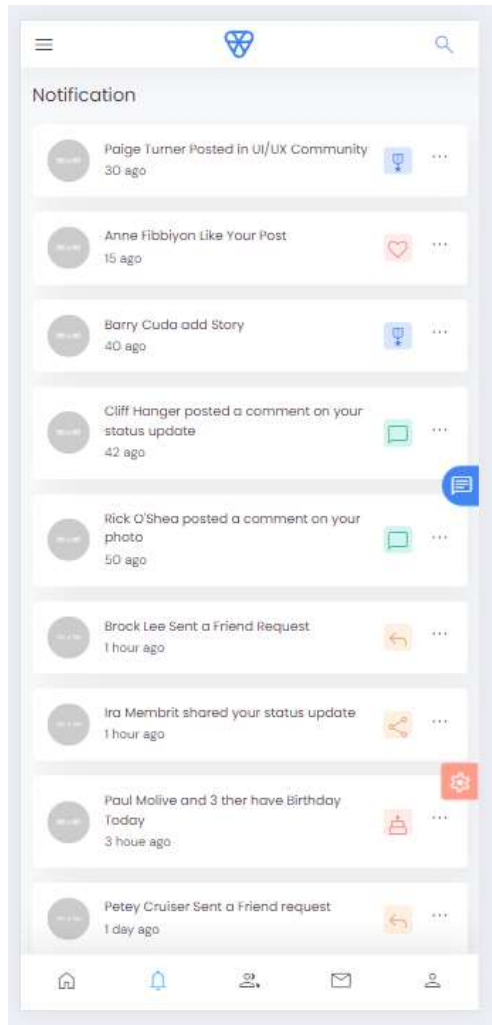 Notification
Paige Turner Posted in UI/UX Community
30 ago
Anne Fibbiyon Like Your Post
15 ago
Barry Cuda add Story
40 ago
Cliff Hanger posted a comment on your
status update
42 ago
Rick O'Shea posted a comment on your
photo
50 ago
Brock Lee Sent a Friend Request
1 hour ago
Ira Membrit shared your status update
1 hour ago
Paul Molive and 3 ther have Birthday
Today
3 houe ago
Petey Cruiser Sent a Friend request
1 day ago